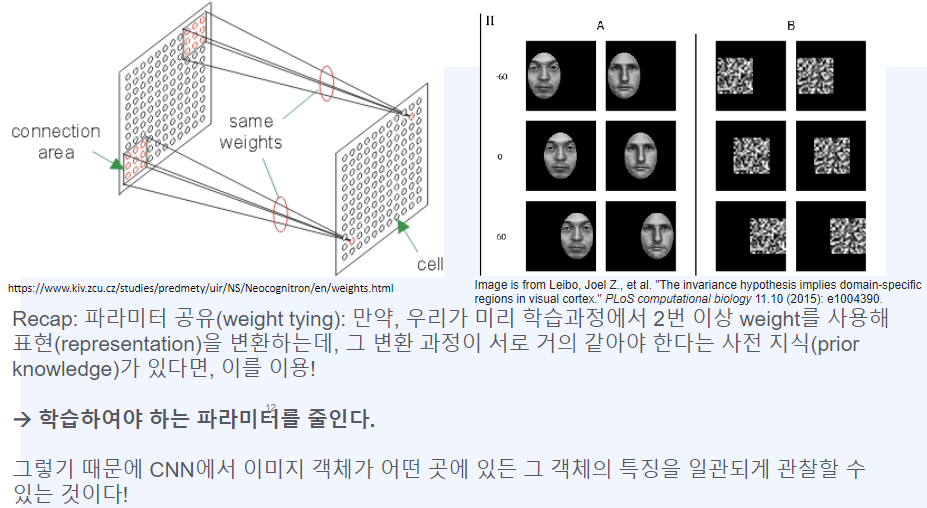 II
A
B
-60
0
60
connection
area
same
weights
cell
https://www.kiv.zcu.cz/studies/predmety/uir/NS/Neocognitron/en/weights.html
Image is from Leibo, Joel Z., et al. "The invariance hypothesis implies domain-specific
regions in visual cortex." PLoS computational biology 11.10 (2015): e1004390.
Recap: 파라미터 공유(weight tying): 만약, 우리가 미리 학습과정에서 2번 이상 weight를 사용해
표현(representation)을 변환하는데, 그 변환 과정이 서로 거의 같아야 한다는 사전 지식(prior
knowledge)가 있다면, 이를 이용!
12
→ 학습하여야 하는 파라미터를 줄인다.
그렇기 때문에 CNN에서 이미지 객체가 어떤 곳에 있든 그 객체의 특징을 일관되게 관찰할 수
있는 것이다!